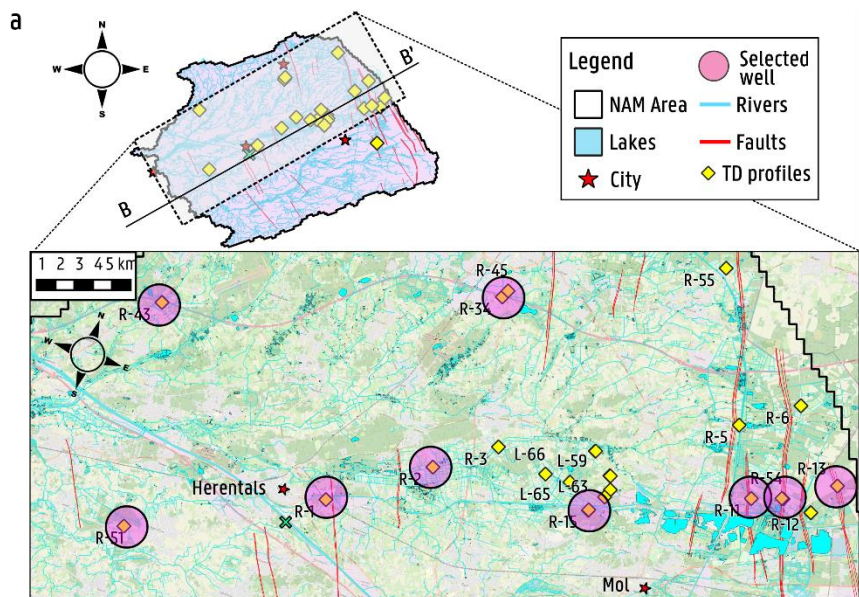 a
N
W
E
S
B'
B
Legend
NAM Area
Lakes
City
Selected
well
Rivers
Faults
TD profiles
1 2 3 4 5 km
N
W
E
S
R-43
R-45
R-34
R-55
R-5
R-6
R-3
L-66
L-59
L-65
L-63
R-2
Herentals
R-1
R-51
R-15
R-54
R-11
R-12
R-13
Mol